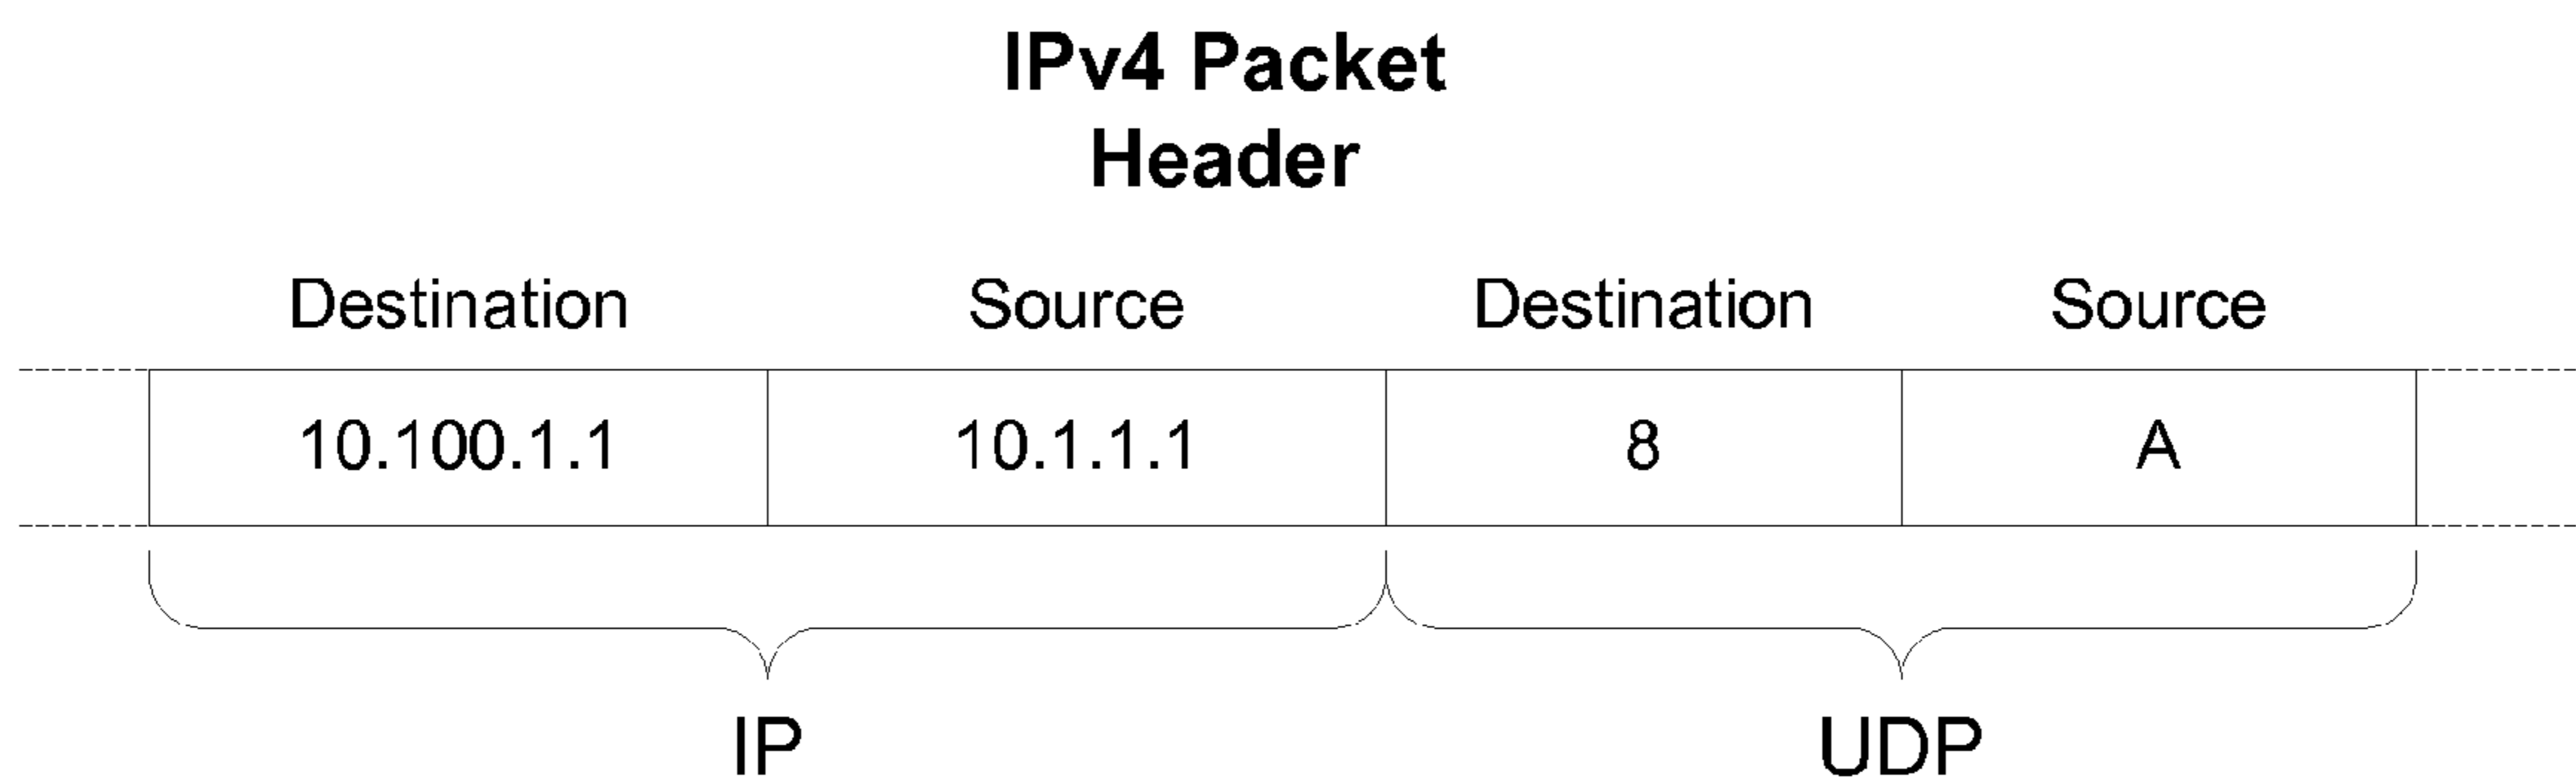 IPv4 Packet
Header
Destination Source Destination Source
10.100.1.1 10.1.1.1 8 A
IP UDP